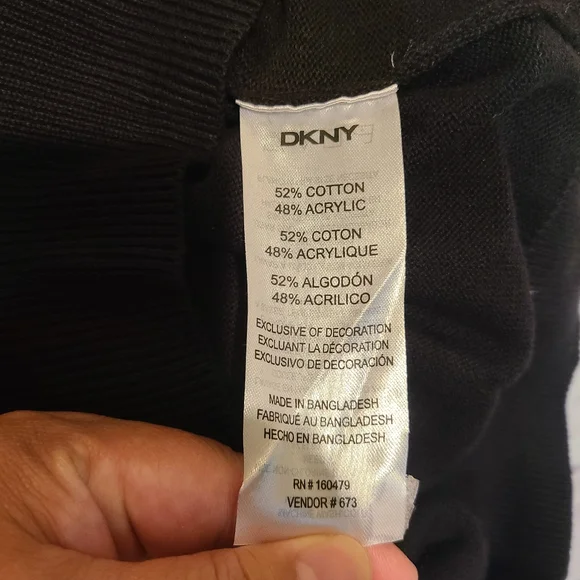 DKNY
52% COTTON
48% ACRYLIC
52% COTON
48% ACRYLIQUE
52% ALGODÓN
48% ACRILICO
EXCLUSIVE OF DECORATION
EXCLUANT LA DÉCORATION
EXCLUSIVO DE DECORACIÓN
MADE IN BANGLADESH
FABRIQUÉ AU BANGLADESH
HECHO EN BANGLADESH
RN # 160479
VENDOR # 673